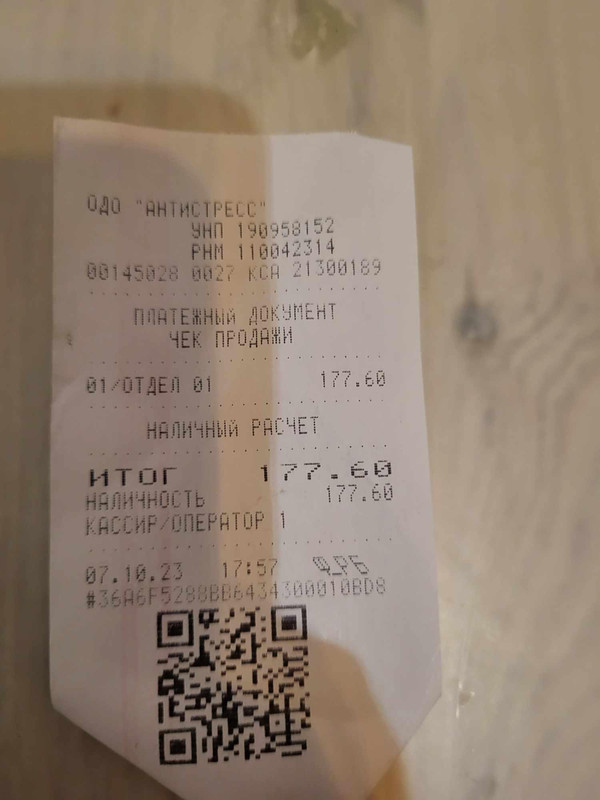 ОДО "АНТИСТРЕСС"
УНП 190958152
РНМ 110042314
00145028 0027 КСА 21300189
ПЛАТЕЖНЫЙ ДОКУМЕНТ
ЧЕК ПРОДАЖИ
01/ОТДЕЛ 01 177.60
НАЛИЧНЫЙ РАСЧЕТ
ИТОГ 177.60
НАЛИЧНОСТЬ 177.60
КАССИР/ОПЕРАТОР 1
07.10.23 17:57
#36A6F5288BB6434300010BD8